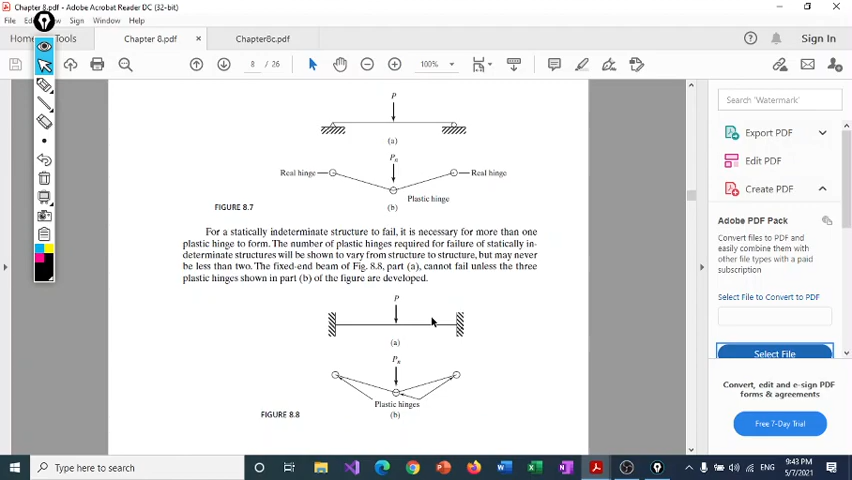 Chapter 8.pdf - Adobe Acrobat Reader DC (32-bit)
File Sign Window Help
Home Tools Chapter 8.pdf × Chapter8c.pdf Sign In
8 / 26 100%
P
(a)
Pn
Real hinge Real hinge
Plastic hinge
(b)
FIGURE 8.7
For a statically indeterminate structure to fail, it is necessary for more than one
plastic hinge to form. The number of plastic hinges required for failure of statically in-
determinate structures will be shown to vary from structure to structure, but may never
be less than two. The fixed-end beam of Fig. 8.8, part (a), cannot fail unless the three
plastic hinges shown in part (b) of the figure are developed.
P
(a)
Pn
Plastic hinges
FIGURE 8.8
(b)
Search 'Watermark'
Export PDF
Edit PDF
Create PDF
Adobe PDF Pack
Convert files to PDF and
easily combine them
with other file types with a paid
subscription
Select File to Convert to PDF
Select File
Convert, edit and e-sign PDF
forms & agreements
Free 7-Day Trial
Type here to search
ENG
9:43 PM
5/7/2021